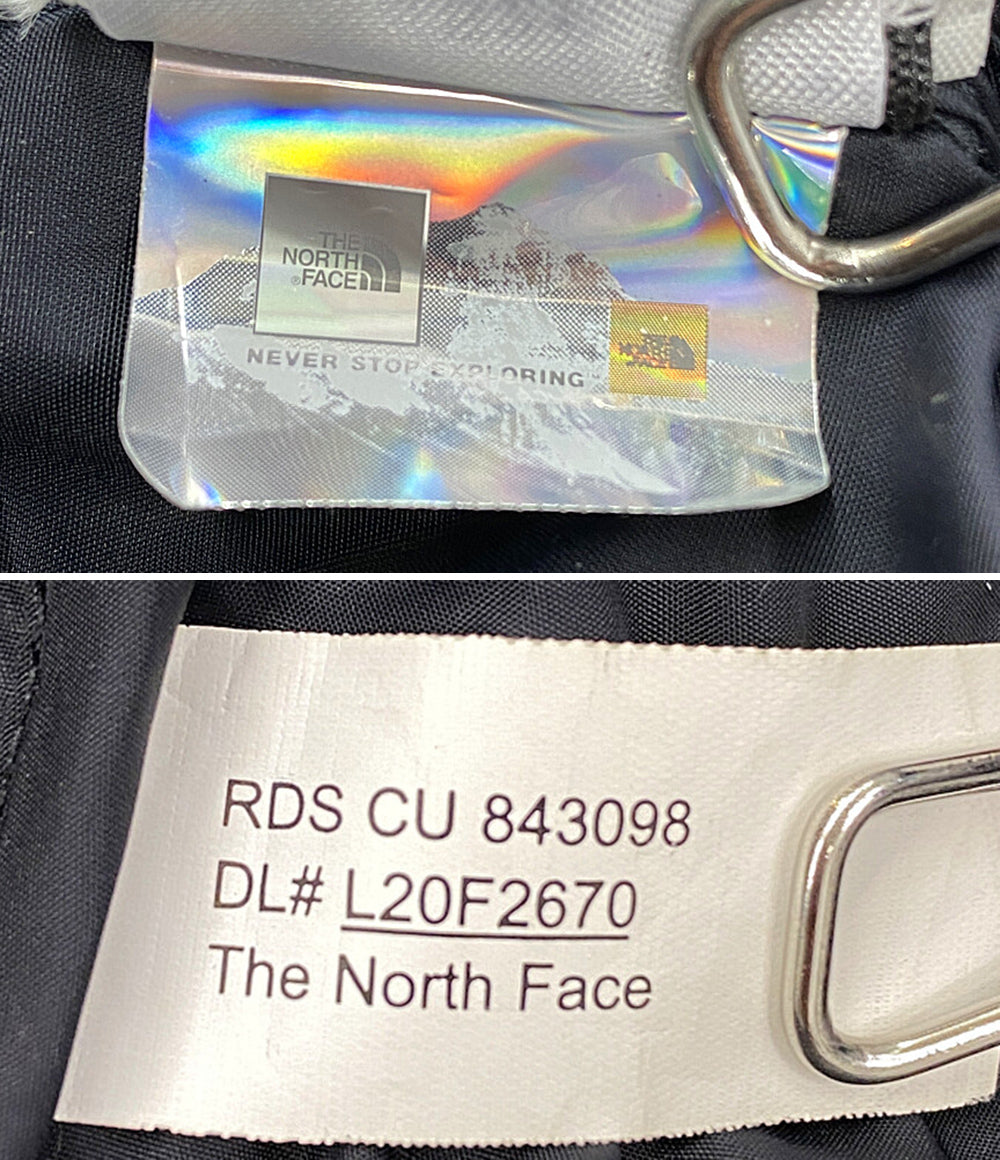 THE
NORTH
®FACE
NEVER STOP EXPLORING
RDS CU 843098
DL# L20F2670
The North Face